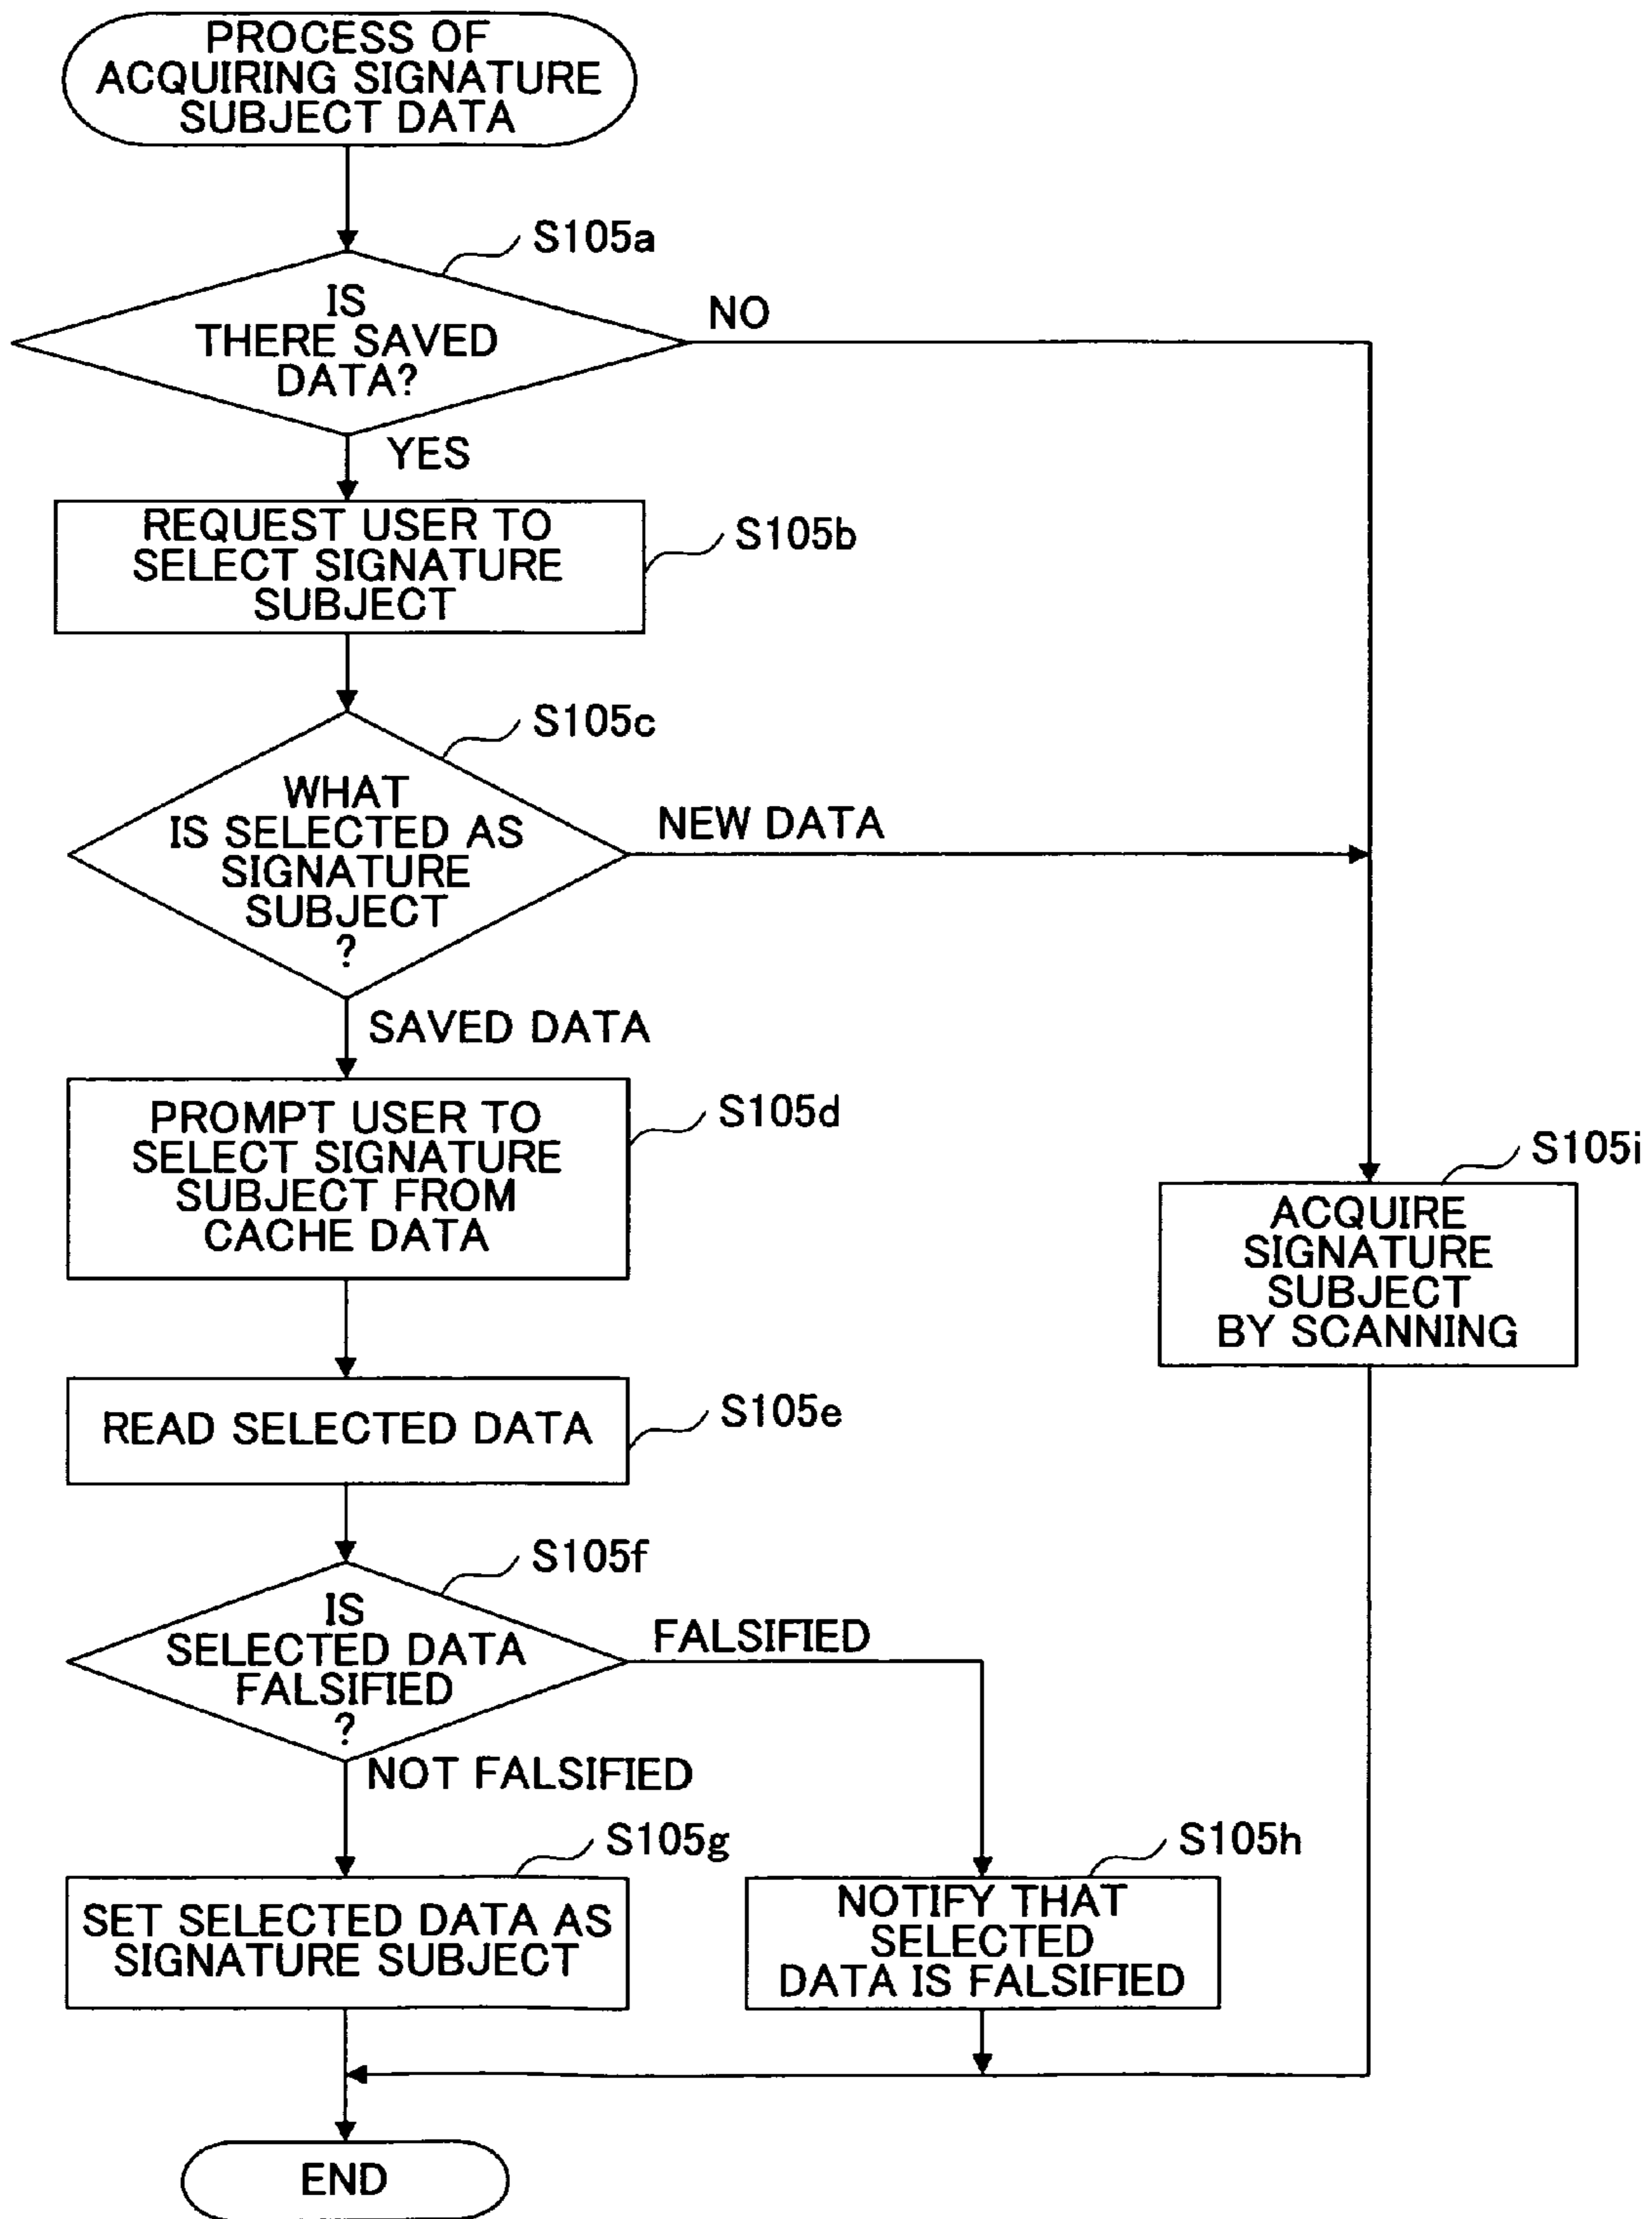 PROCESS OF
ACQUIRING SIGNATURE
SUBJECT DATA
S105a
IS
THERE SAVED
DATA?
NO
YES
REQUEST USER TO
SELECT SIGNATURE
SUBJECT
S105b
S105c
WHAT
IS SELECTED AS
SIGNATURE
SUBJECT
?
NEW DATA
SAVED DATA
PROMPT USER TO
SELECT SIGNATURE
SUBJECT FROM
CACHE DATA
S105d
S105i
ACQUIRE
SIGNATURE
SUBJECT
BY SCANNING
READ SELECTED DATA
S105e
S105f
IS
SELECTED DATA
FALSIFIED
?
FALSIFIED
NOT FALSIFIED
S105g
SET SELECTED DATA AS
SIGNATURE SUBJECT
S105h
NOTIFY THAT
SELECTED
DATA IS FALSIFIED
END